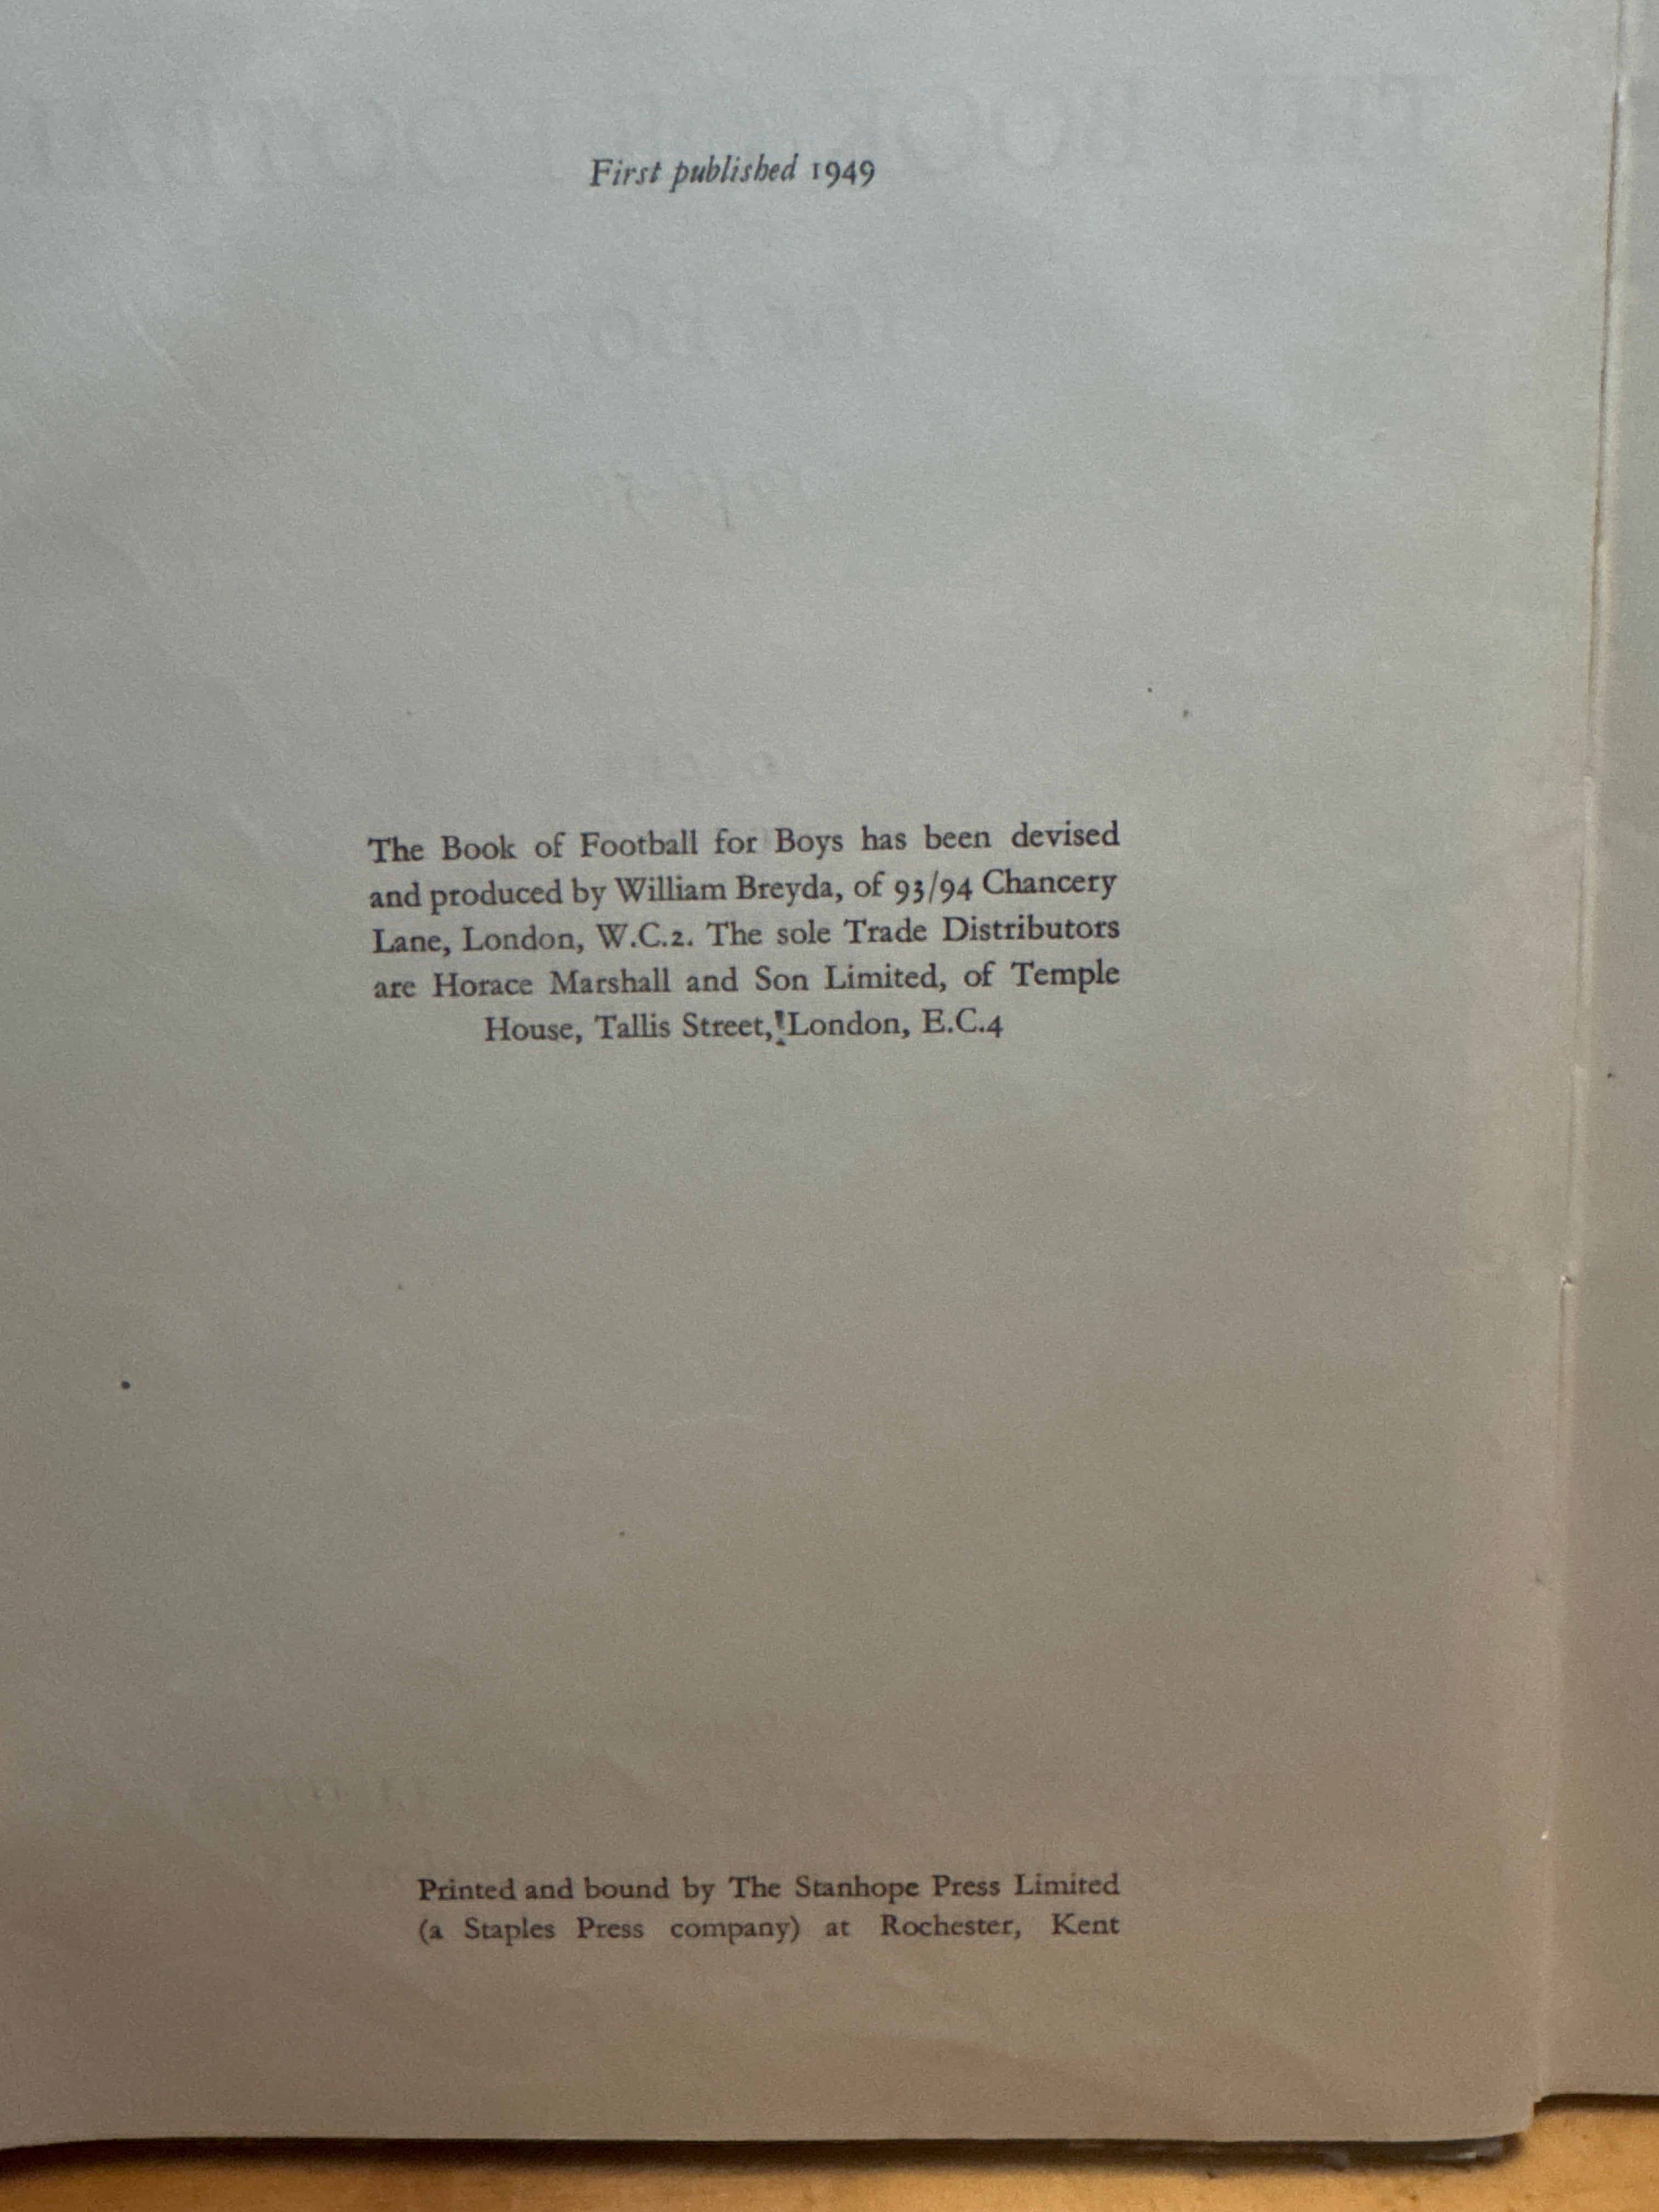 First published 1949
The Book of Football for Boys has been devised
and produced by William Breyda, of 93/94 Chancery
Lane, London, W.C.2. The sole Trade Distributors
are Horace Marshall and Son Limited, of Temple
House, Tallis Street, London, E.C.4
Printed and bound by The Stanhope Press Limited
(a Staples Press company) at Rochester, Kent